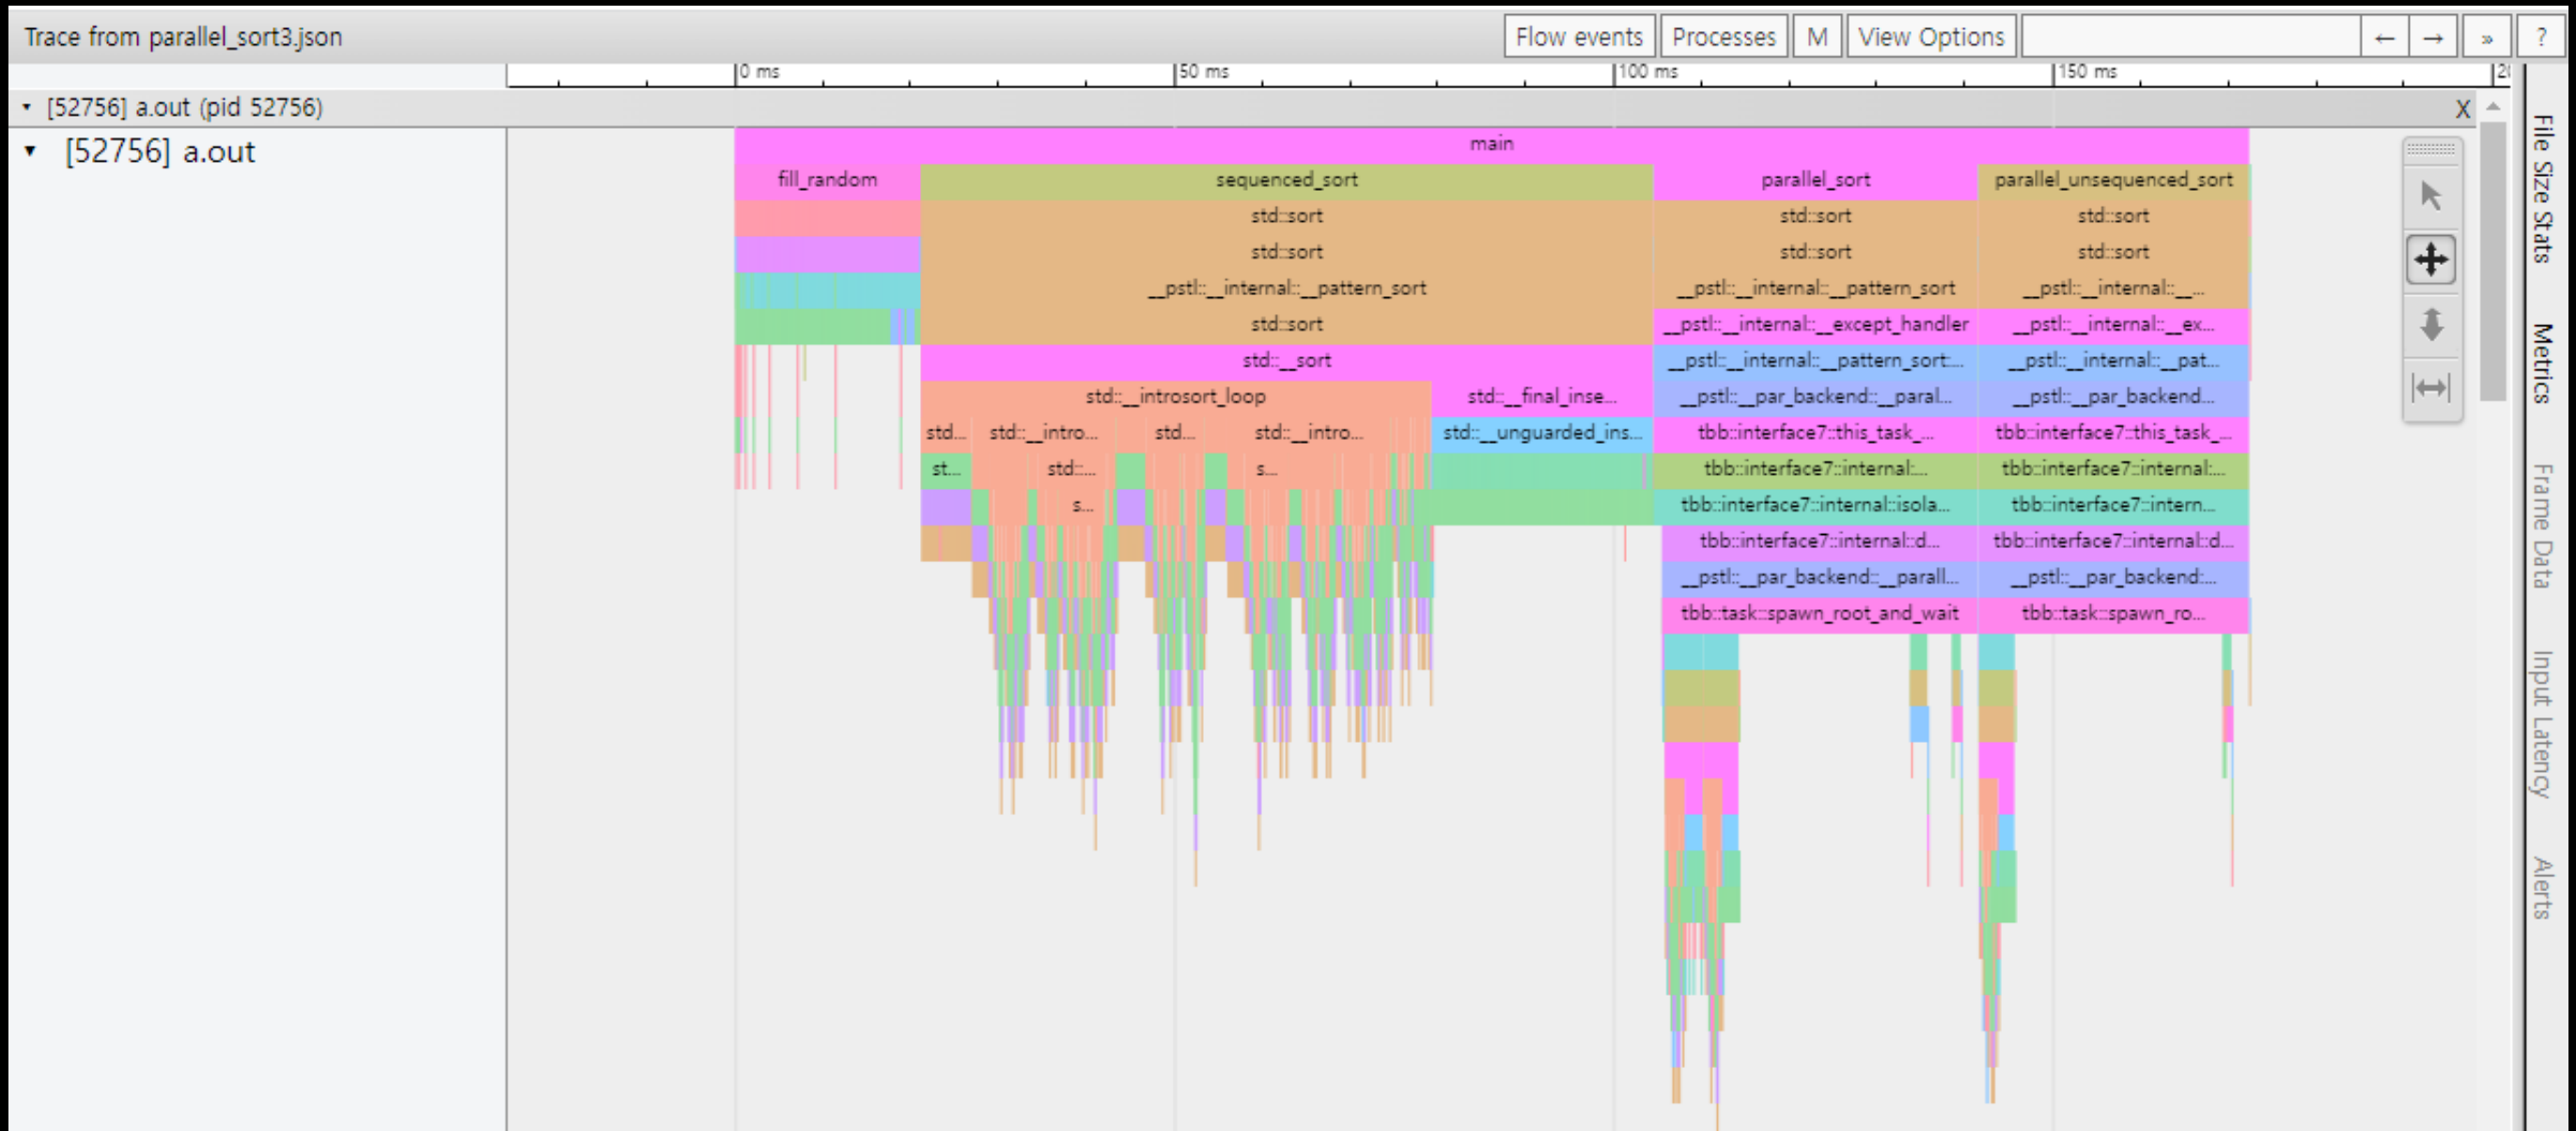 Trace from parallel_sort3.json
Flow events Processes M View Options ← → » ?
0 ms 50 ms 100 ms 150 ms
[52756] a.out (pid 52756) X
[52756] a.out
main
fill_random sequenced_sort parallel_sort parallel_unsequenced_sort
std::sort std::sort std::sort
std::sort std::sort std::sort
__pstl::__internal::__pattern_sort __pstl::__internal::__pattern_sort __pstl::__internal::__...
std::sort __pstl::__internal::__except_handler __pstl::__internal::__ex...
std::__sort __pstl::__internal::__pattern_sort:... __pstl::__internal::__pat...
std::__introsort_loop std::__final_inse... __pstl::__par_backend::__paral... __pstl::__par_backend...
std... std::__intro... std... std::__intro... std::__unguarded_ins... tbb::interface7::this_task_... tbb::interface7::this_task_...
st... std::... s... tbb::interface7::internal:... tbb::interface7::internal:...
s... tbb::interface7::internal::isola... tbb::interface7::intern...
tbb::interface7::internal::d... tbb::interface7::internal::d...
__pstl::__par_backend::__parall... __pstl::__par_backend:...
tbb::task::spawn_root_and_wait tbb::task::spawn_ro...
File Size Stats
Metrics
Frame Data
Input Latency
Alerts